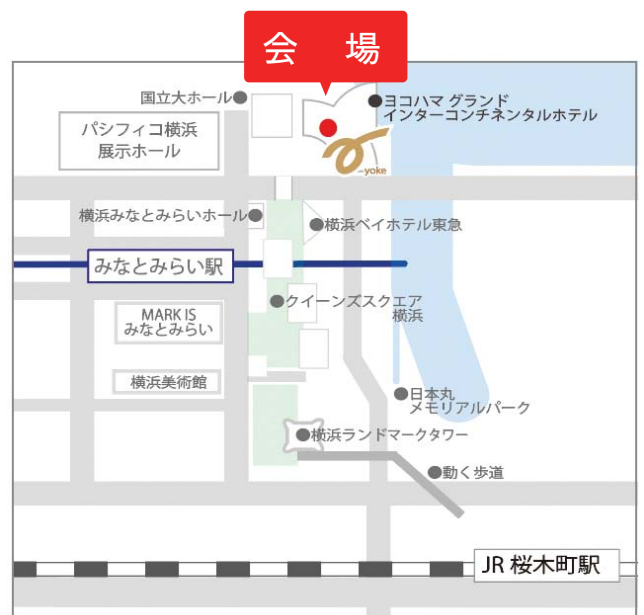 会 場
国立大ホール
ヨコハマ グランド
インターコンチネンタルホテル
パシフィコ横浜
展示ホール
-yoke
横浜みなとみらいホール
横浜ベイホテル東急
みなとみらい駅
クイーンズスクエア
横浜
MARK IS
みなとみらい
横浜美術館
日本丸
メモリアルパーク
横浜ランドマークタワー
動く歩道
JR 桜木町駅